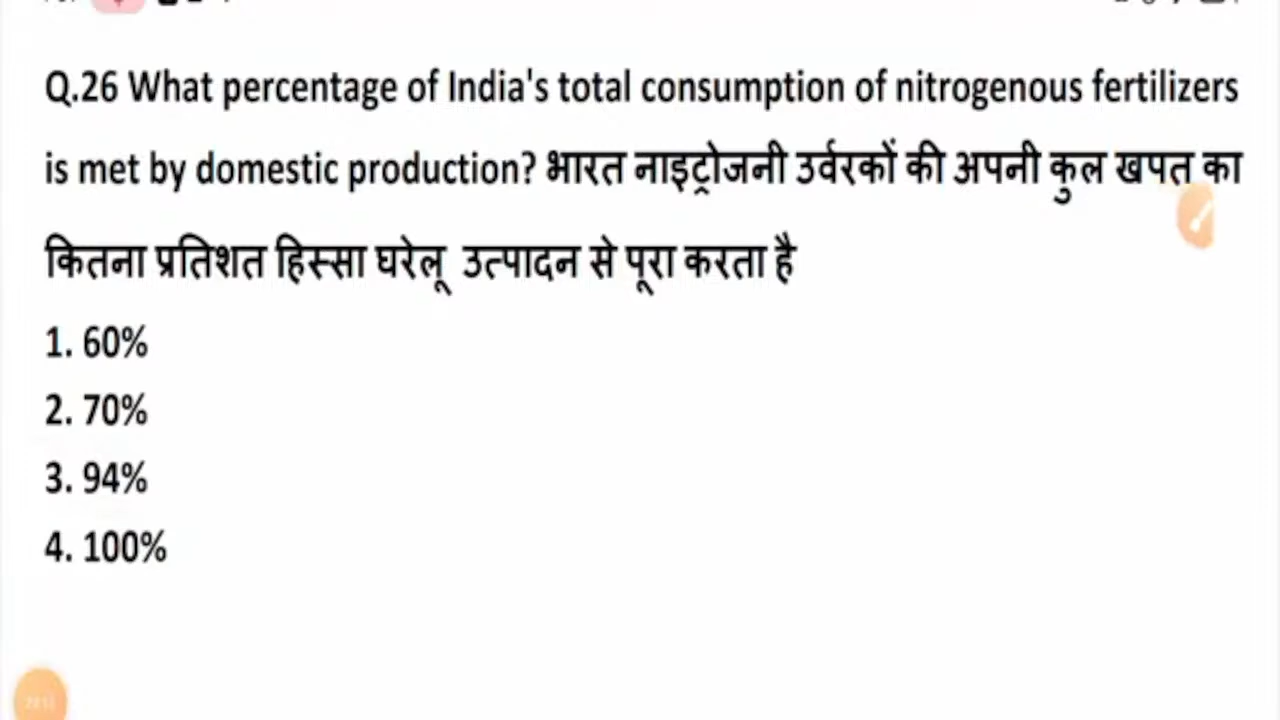 Q.26 What percentage of India's total consumption of nitrogenous fertilizers
is met by domestic production? भारत नाइट्रोजनी उर्वरकों की अपनी कुल खपत का
कितना प्रतिशत हिस्सा घरेलू उत्पादन से पूरा करता है
1. 60%
2. 70%
3. 94%
4. 100%